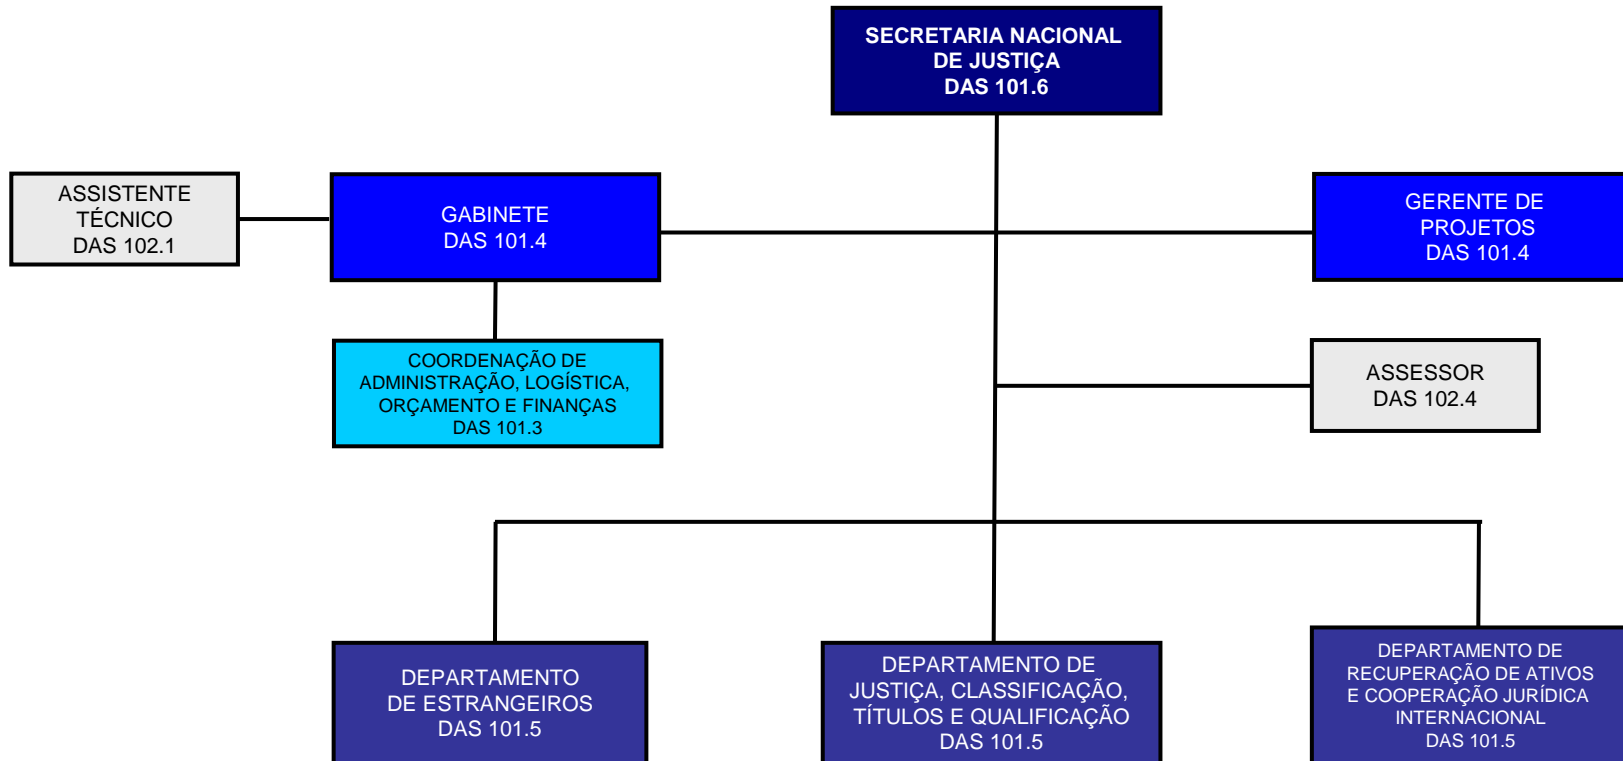 SECRETARIA NACIONAL
DE JUSTIÇA
DAS 101.6
ASSISTENTE
TÉCNICO
DAS 102.1
GABINETE
DAS 101.4
GERENTE DE
PROJETOS
DAS 101.4
COORDENAÇÃO DE
ADMINISTRAÇÃO, LOGÍSTICA,
ORÇAMENTO E FINANÇAS
DAS 101.3
ASSESSOR
DAS 102.4
DEPARTAMENTO
DE ESTRANGEIROS
DAS 101.5
DEPARTAMENTO DE
JUSTIÇA, CLASSIFICAÇÃO,
TÍTULOS E QUALIFICAÇÃO
DAS 101.5
DEPARTAMENTO DE
RECUPERAÇÃO DE ATIVOS
E COOPERAÇÃO JURÍDICA
INTERNACIONAL
DAS 101.5